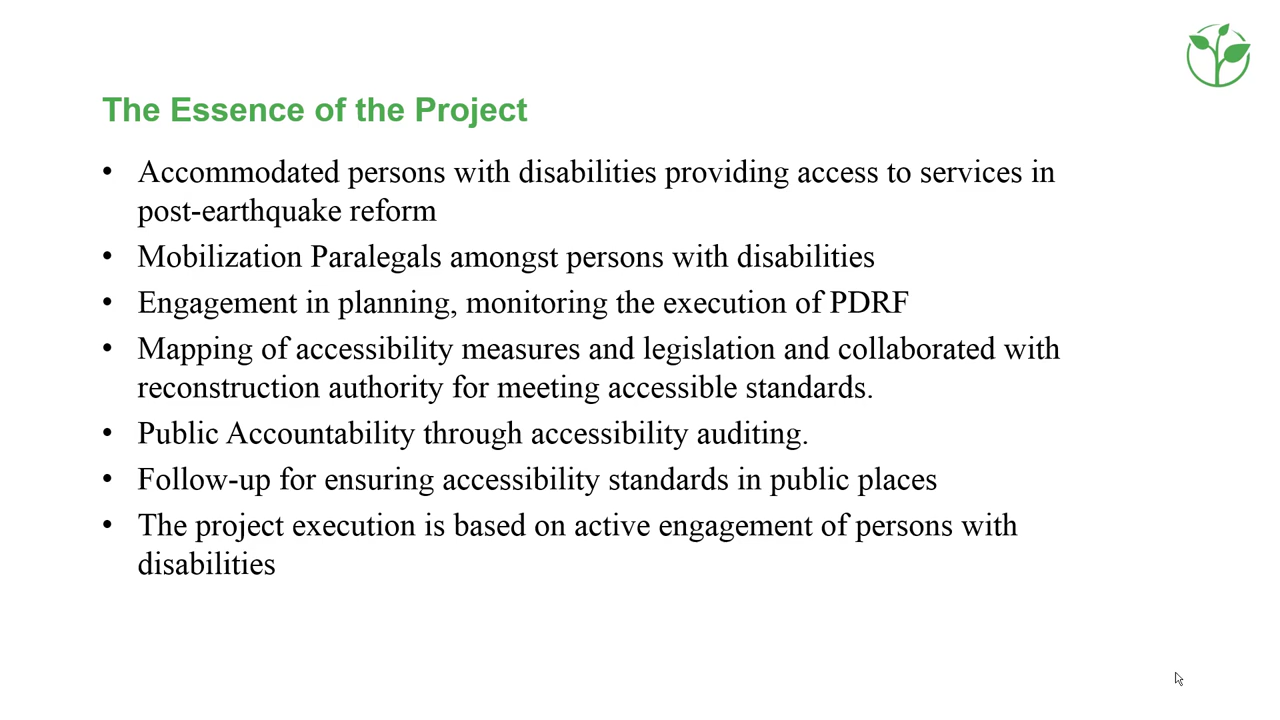 The Essence of the Project
• Accommodated persons with disabilities providing access to services in
post-earthquake reform
• Mobilization Paralegals amongst persons with disabilities
• Engagement in planning, monitoring the execution of PDRF
• Mapping of accessibility measures and legislation and collaborated with
reconstruction authority for meeting accessible standards.
• Public Accountability through accessibility auditing.
• Follow-up for ensuring accessibility standards in public places
• The project execution is based on active engagement of persons with
disabilities